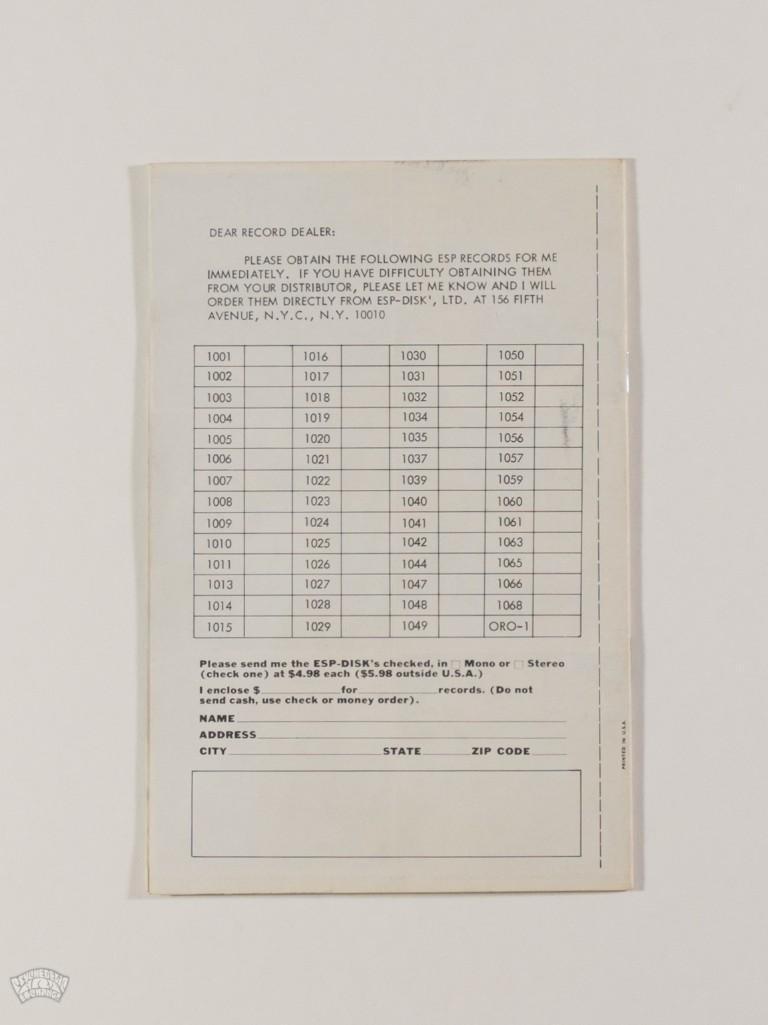 DEAR RECORD DEALER:
PLEASE OBTAIN THE FOLLOWING ESP RECORDS FOR ME
IMMEDIATELY. IF YOU HAVE DIFFICULTY OBTAINING THEM
FROM YOUR DISTRIBUTOR, PLEASE LET ME KNOW AND I WILL
ORDER THEM DIRECTLY FROM ESP-DISK', LTD. AT 156 FIFTH
AVENUE, N.Y.C., N.Y. 10010
1001 1016 1030 1050
1002 1017 1031 1051
1003 1018 1032 1052
1004 1019 1034 1054
1005 1020 1035 1056
1006 1021 1037 1057
1007 1022 1039 1059
1008 1023 1040 1060
1009 1024 1041 1061
1010 1025 1042 1063
1011 1026 1044 1065
1013 1027 1047 1066
1014 1028 1048 1068
1015 1029 1049 ORO-1
Please send me the ESP-DISK's checked, in Mono or Stereo
(check one) at $4.98 each ($5.98 outside U.S.A.)
I enclose $ for records. (Do not
send cash, use check or money order).
NAME
ADDRESS
CITY STATE ZIP CODE
PRINTED IN U.S.A.